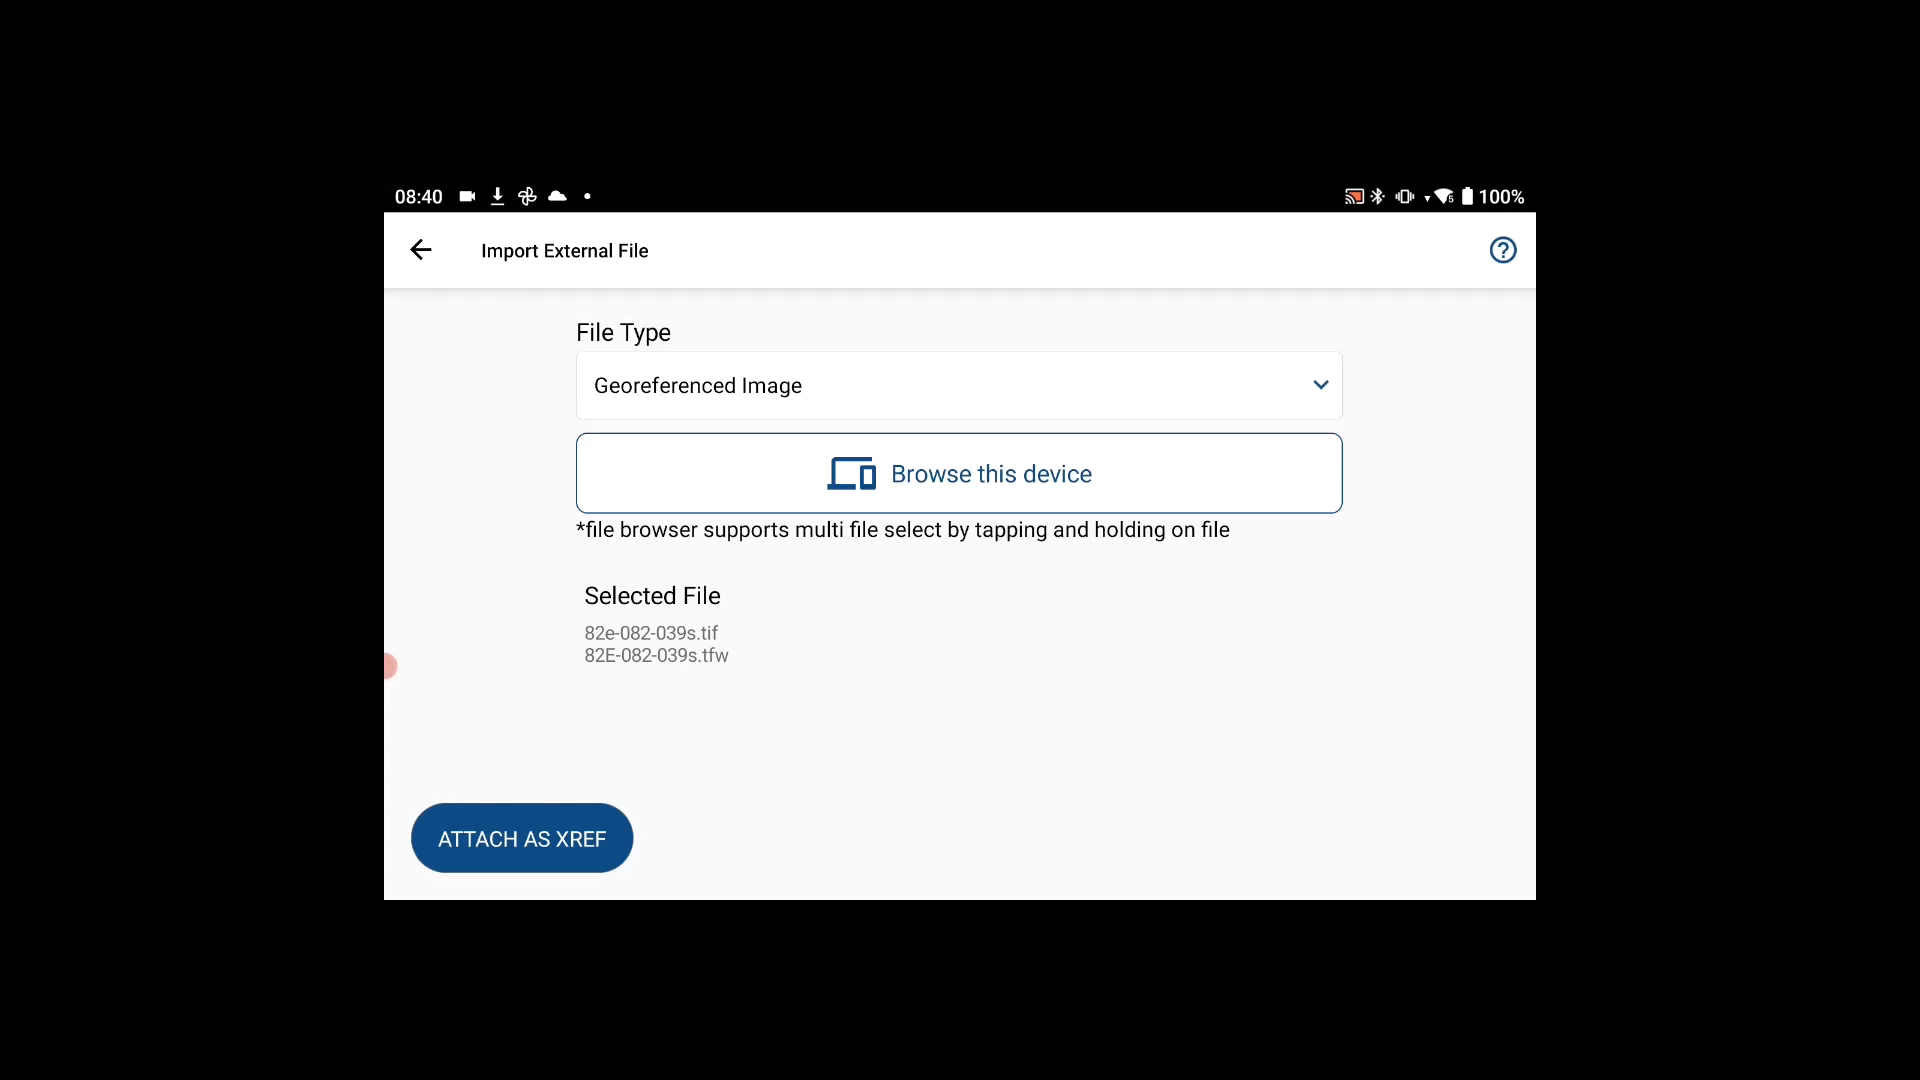 08:40
100%
Import External File
File Type
Georeferenced Image
Browse this device
*file browser supports multi file select by tapping and holding on file
Selected File
82e-082-039s.tif
82E-082-039s.tfw
ATTACH AS XREF